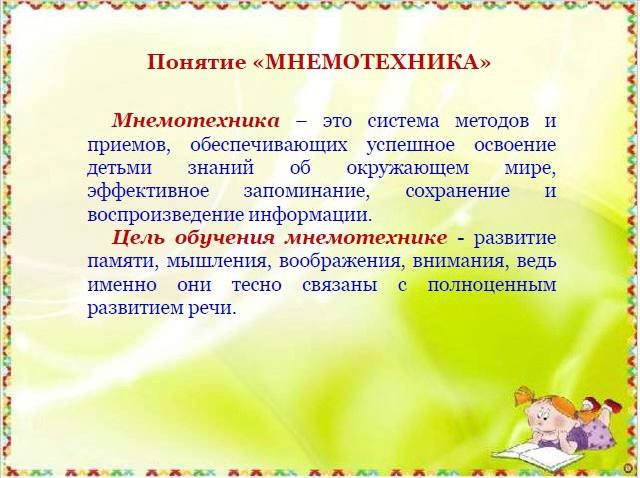 Понятие «МНЕМОТЕХНИКА»
Мнемотехника – это система методов и
приемов, обеспечивающих успешное освоение
детьми знаний об окружающем мире,
эффективное запоминание, сохранение и
воспроизведение информации.
Цель обучения мнемотехнике - развитие
памяти, мышления, воображения, внимания, ведь
именно они тесно связаны с полноценным
развитием речи.